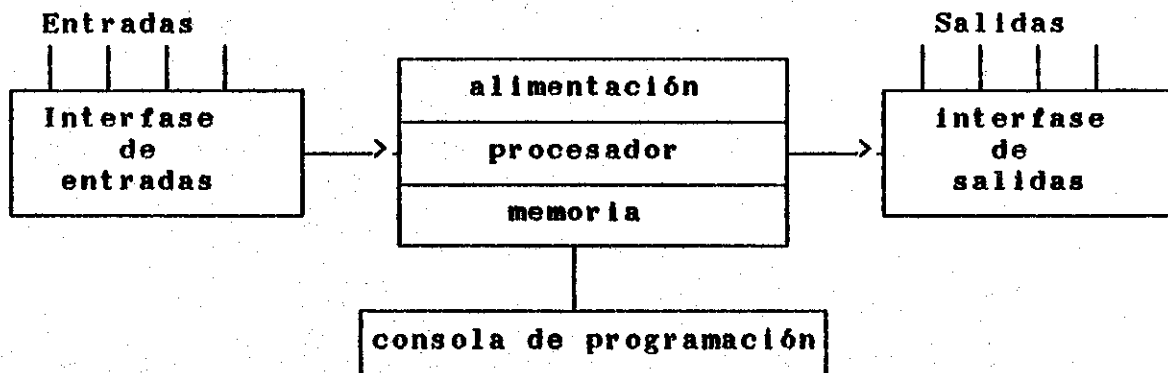 Entradas
Interfase
de
entradas
alimentación
procesador
memoria
consola de programación
Salidas
interfase
de
salidas